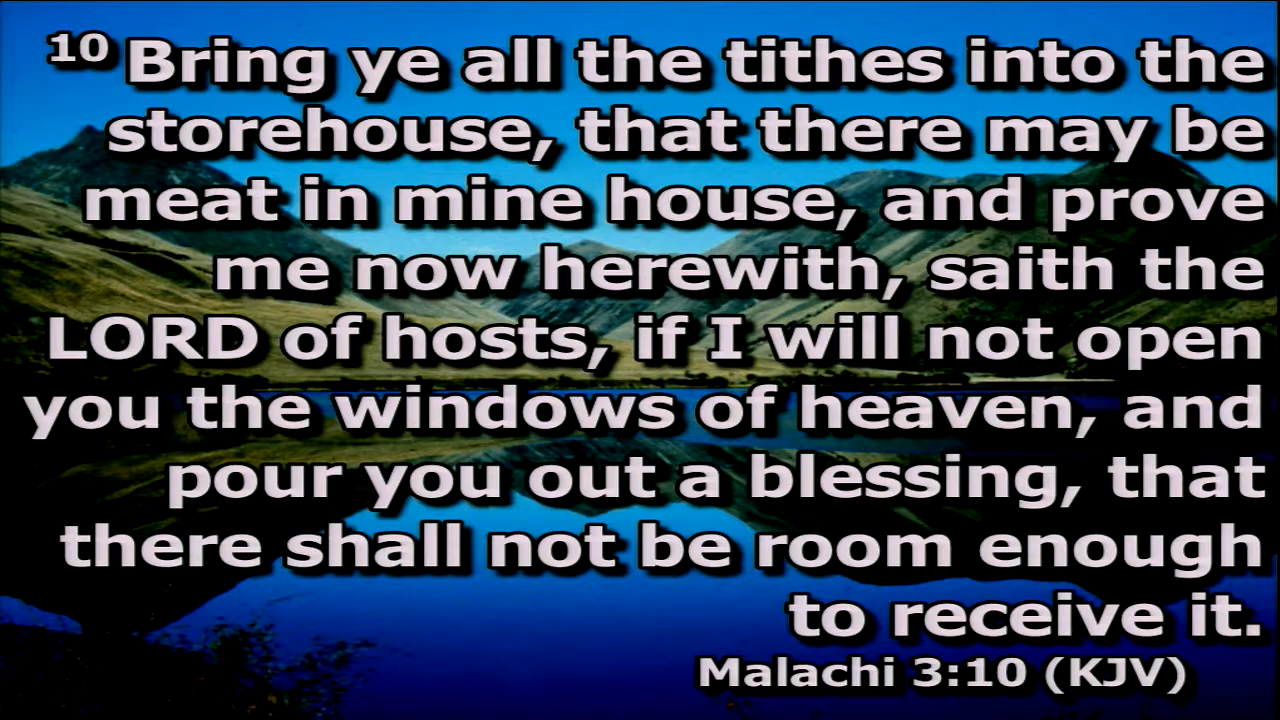 10 Bring ye all the tithes into the
storehouse, that there may be
meat in mine house, and prove
me now herewith, saith the
LORD of hosts, if I will not open
you the windows of heaven, and
pour you out a blessing, that
there shall not be room enough
to receive it.
Malachi 3:10 (KJV)